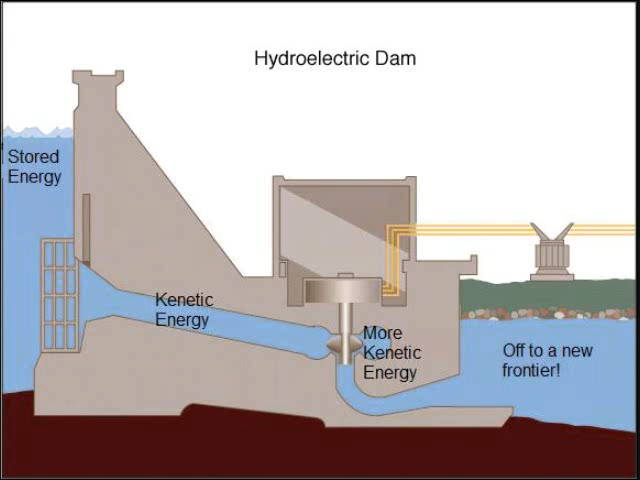 Hydroelectric Dam
Stored
Energy
Kenetic
Energy
More
Kenetic
Energy
Off to a new
frontier!